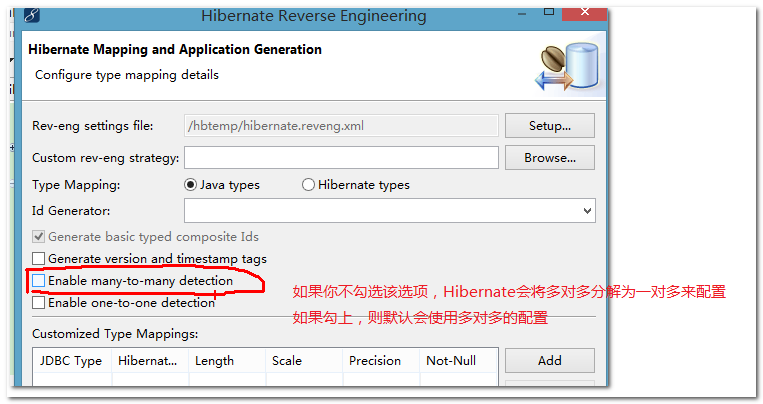 Hibernate Reverse Engineering
Hibernate Mapping and Application Generation
Configure type mapping details
Rev-eng settings file:
/hbtemp/hibernate.reveng.xml
Setup...
Custom rev-eng strategy:
Browse...
Type Mapping:
Java types
Hibernate types
Id Generator:
Generate basic typed composite Ids
Generate version and timestamp tags
Enable many-to-many detection
如果你不勾选该选项，Hibernate会将多对多分解为一对多来配置
Enable one-to-one detection
如果勾上，则默认会使用多对多的配置
Customized Type Mappings:
JDBC Type Hibernat... Length Scale Precision Not-Null
Add